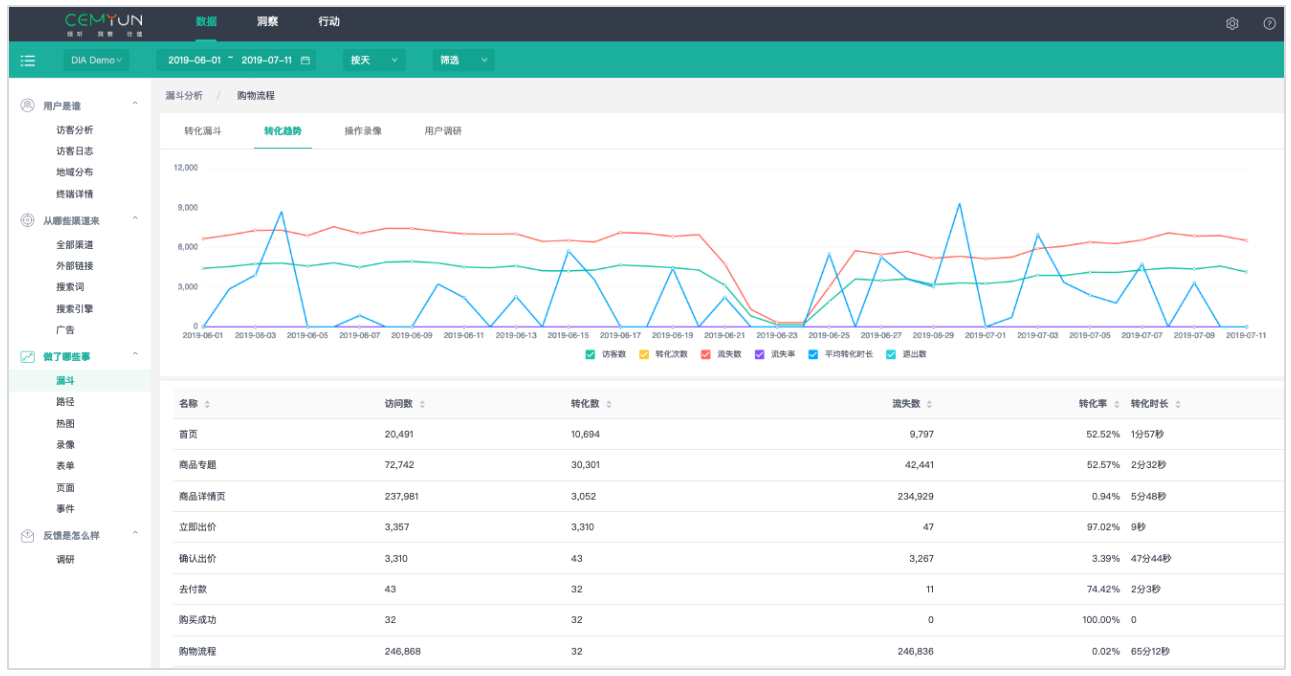 CEMYUN 数据 洞察 行动
倾听 洞察 价值
DIA Demo 2019-06-01 ~ 2019-07-11 按天 筛选
用户是谁
访客分析
访客日志
地域分布
终端详情
从哪些渠道来
全部渠道
外部链接
搜索词
搜索引擎
广告
做了哪些事
漏斗
路径
热图
录像
表单
页面
事件
反馈是怎么样
调研
漏斗分析 / 购物流程
转化漏斗 转化趋势 操作录像 用户调研
12,000
9,000
6,000
3,000
0
2019-06-01 2019-06-03 2019-06-05 2019-06-07 2019-06-09 2019-06-11 2019-06-13 2019-06-15 2019-06-17 2019-06-19 2019-06-21 2019-06-23 2019-06-25 2019-06-27 2019-06-29 2019-07-01 2019-07-03 2019-07-05 2019-07-07 2019-07-09 2019-07-11
访客数 转化次数 流失数 流失率 平均转化时长 退出数
名称 访问数 转化数 流失数 转化率 转化时长
首页 20,491 10,694 9,797 52.52% 1分57秒
商品专题 72,742 30,301 42,441 52.57% 2分32秒
商品详情页 237,981 3,052 234,929 0.94% 5分48秒
立即出价 3,357 3,310 47 97.02% 9秒
确认出价 3,310 43 3,267 3.39% 47分44秒
去付款 43 32 11 74.42% 2分3秒
购买成功 32 32 0 100.00% 0
购物流程 246,868 32 246,836 0.02% 65分12秒